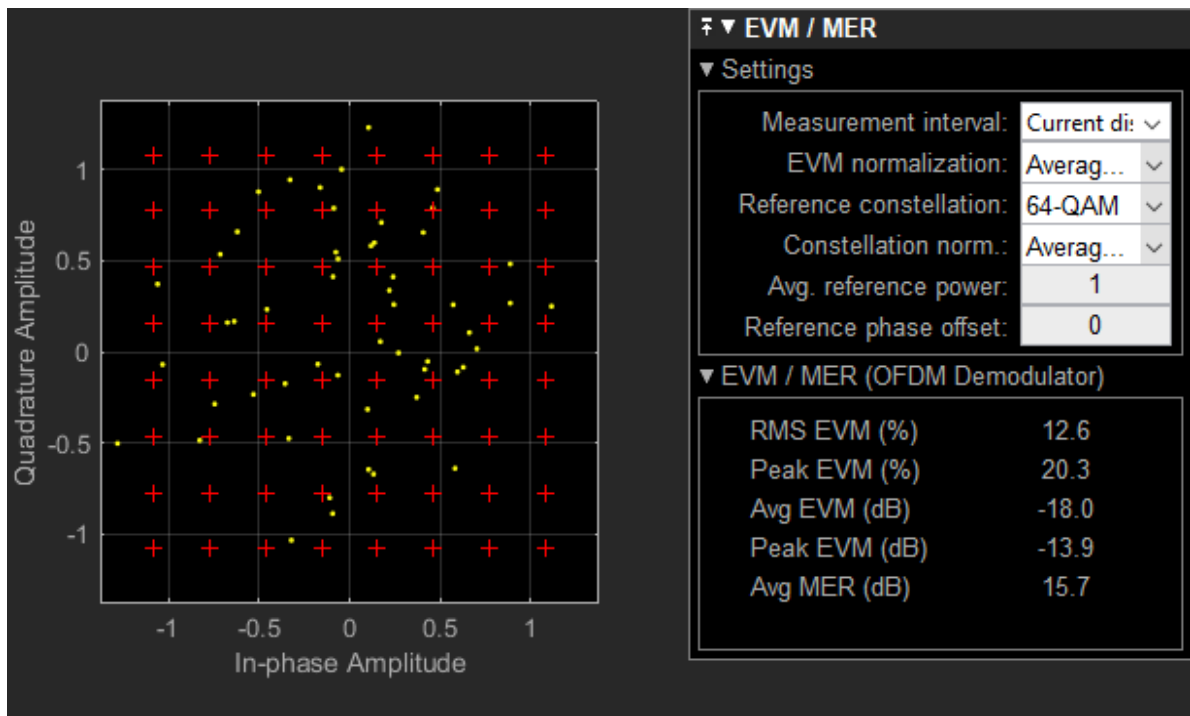 EVM / MER
Settings
Measurement interval: Current di
EVM normalization: Averag...
Reference constellation: 64-QAM
Constellation norm.: Averag...
Avg. reference power: 1
Reference phase offset: 0
EVM / MER (OFDM Demodulator)
RMS EVM (%) 12.6
Peak EVM (%) 20.3
Avg EVM (dB) -18.0
Peak EVM (dB) -13.9
Avg MER (dB) 15.7
Quadrature Amplitude
1
0.5
0
-0.5
-1
-1 -0.5 0 0.5 1
In-phase Amplitude